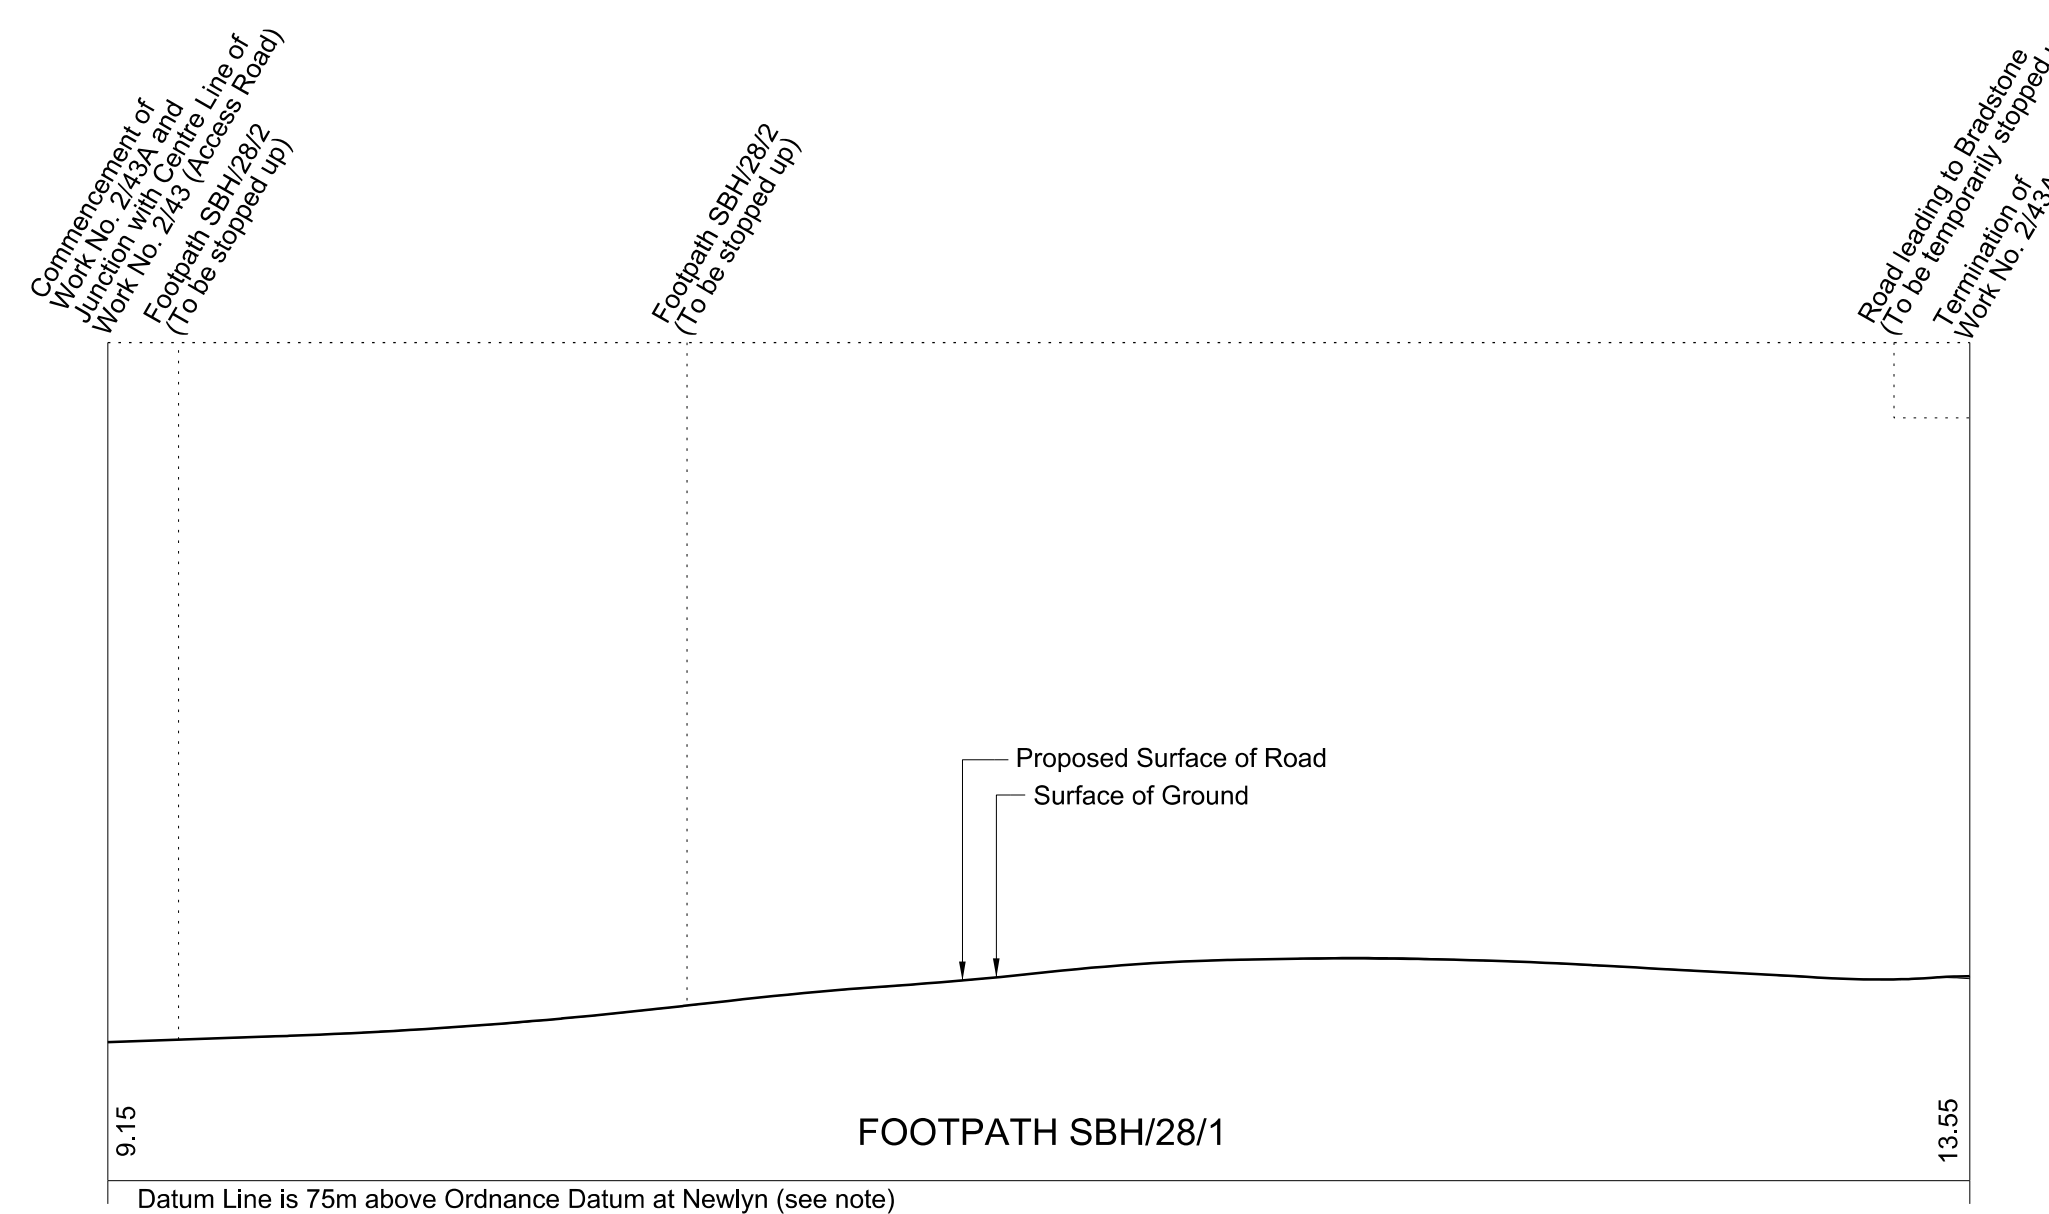 Commencement of
Work No. 2/43A and
Junction with Centre Line of
Work No. 2/43 (Access Road)
Footpath SBH/28/2
(To be stopped up)
Footpath SBH/28/2
(To be stopped up)
Road leading to Bradstone
(To be temporarily stopped
Termination of
Work No. 2/43A
Proposed Surface of Road
Surface of Ground
9.15
FOOTPATH SBH/28/1
13.55
Datum Line is 75m above Ordnance Datum at Newlyn (see note)